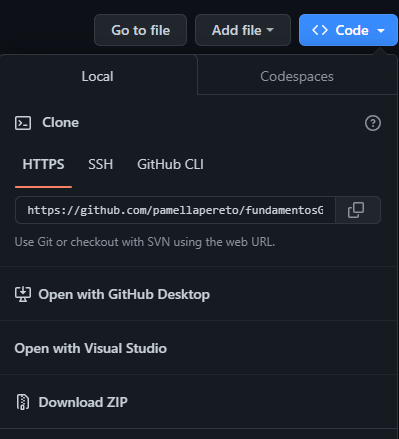 Go to file
Add file
<> Code
Local
Codespaces
Clone
HTTPS
SSH
GitHub CLI
https://github.com/pamellapereto/fundamentosG
Use Git or checkout with SVN using the web URL.
Open with GitHub Desktop
Open with Visual Studio
Download ZIP